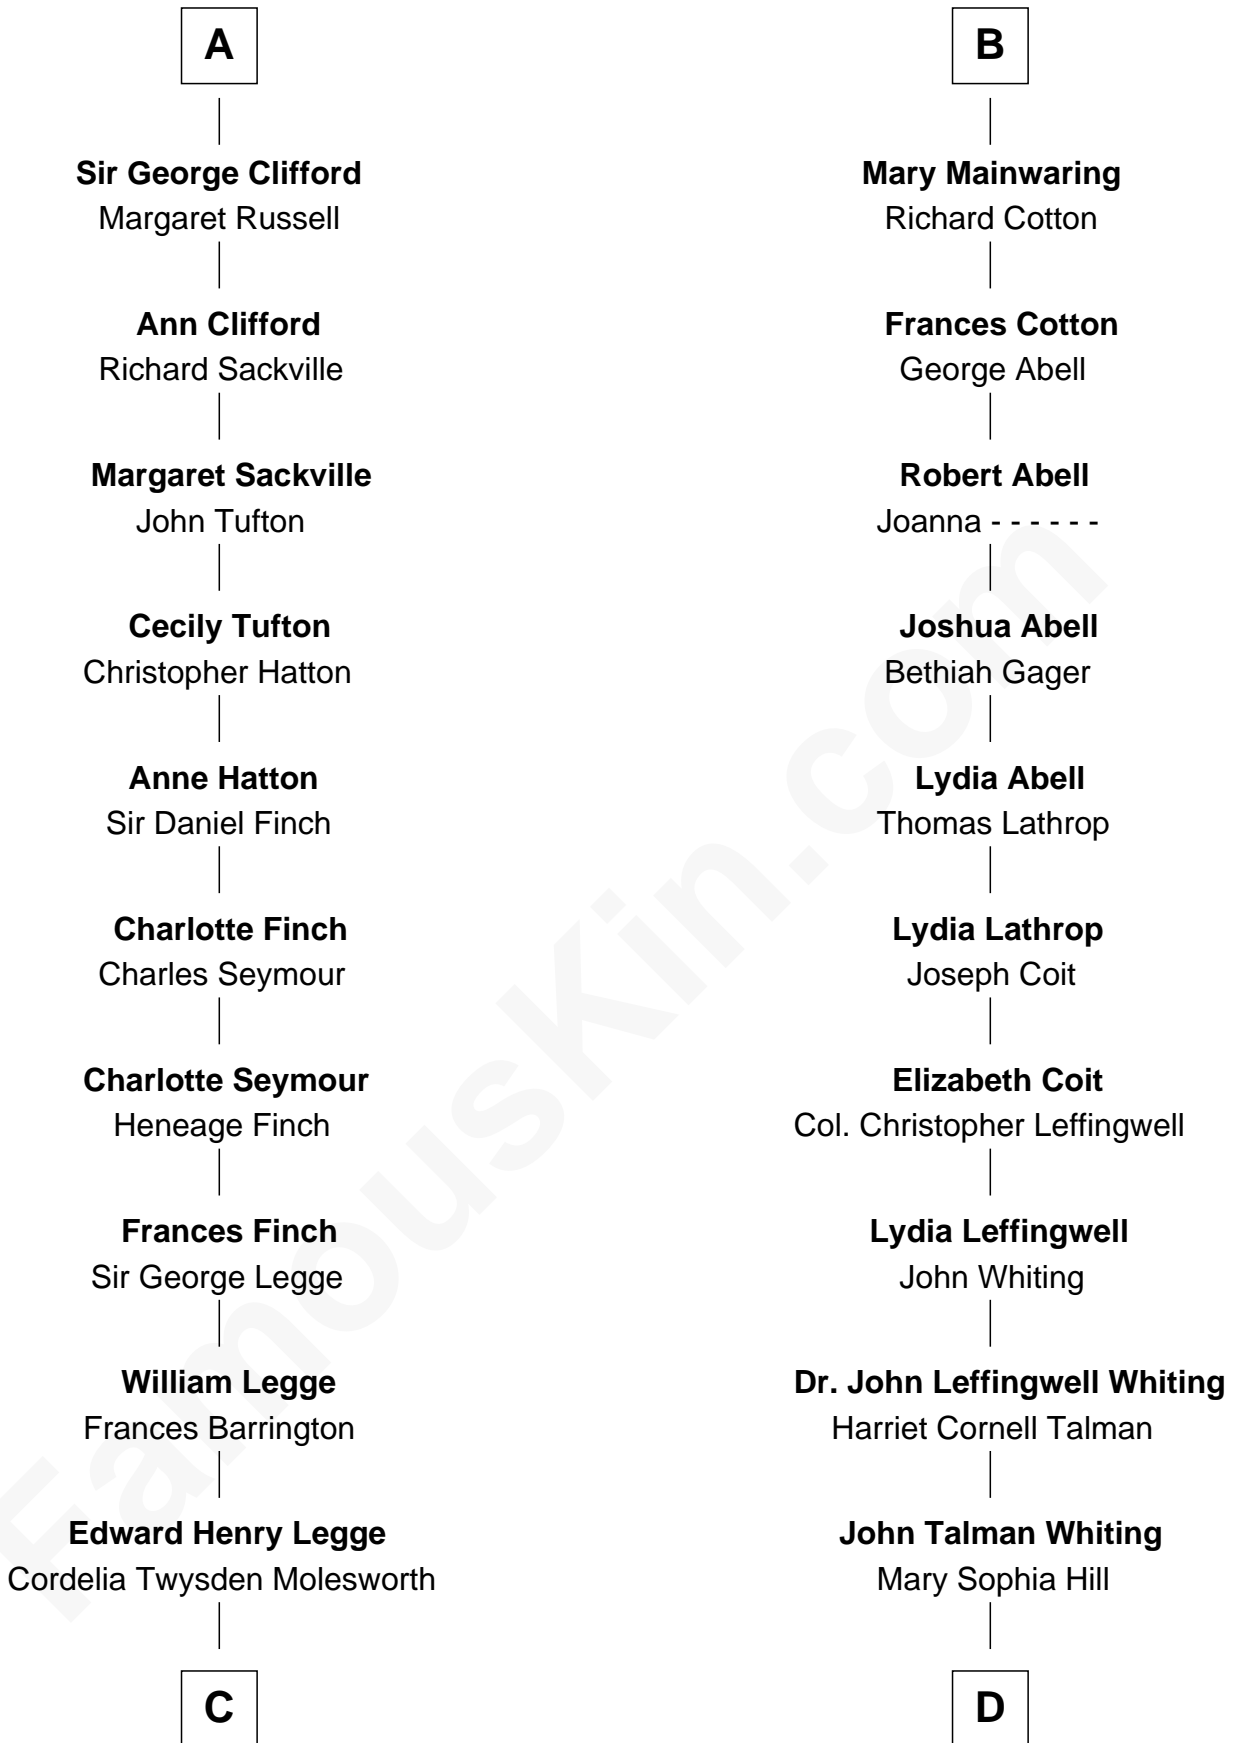 A
Sir George Clifford
Margaret Russell
Ann Clifford
Richard Sackville
Margaret Sackville
John Tufton
Cecily Tufton
Christopher Hatton
Anne Hatton
Sir Daniel Finch
Charlotte Finch
Charles Seymour
Charlotte Seymour
Heneage Finch
Frances Finch
Sir George Legge
William Legge
Frances Barrington
Edward Henry Legge
Cordelia Twysden Molesworth
C
B
Mary Mainwaring
Richard Cotton
Frances Cotton
George Abell
Robert Abell
Joanna - - - - - -
Joshua Abell
Bethiah Gager
Lydia Abell
Thomas Lathrop
Lydia Lathrop
Joseph Coit
Elizabeth Coit
Col. Christopher Leffingwell
Lydia Leffingwell
John Whiting
Dr. John Leffingwell Whiting
Harriet Cornell Talman
John Talman Whiting
Mary Sophia Hill
D
FamousKin.com